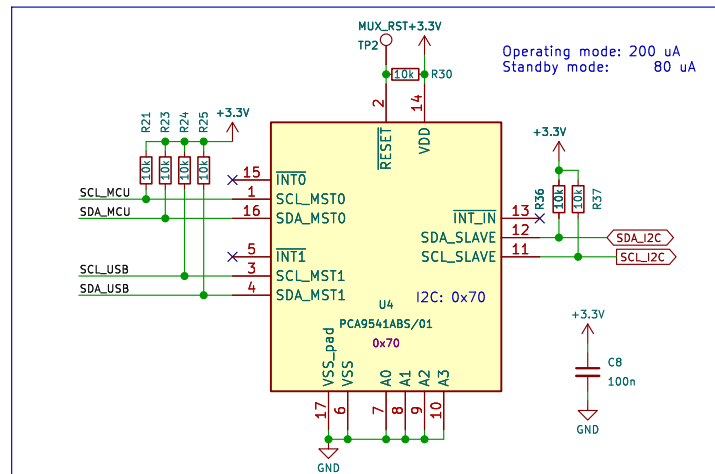 MUX_RST
+3.3V
TP2
10k
R30
Operating mode: 200 uA
Standby mode: 80 uA
2
14
RESET
VDD
R21
R23
R24
R25
+3.3V
10k
10k
10k
10k
+3.3V
R36
10k
10k
R37
15
INT0
SCL_MCU
1
SCL_MST0
SDA_MCU
16
SDA_MST0
INT_IN
13
SDA_SLAVE
12
SDA_I2C
5
INT1
SCL_SLAVE
11
SCL_I2C
SCL_USB
3
SCL_MST1
SDA_USB
4
SDA_MST1
I2C: 0x70
U4
PCA9541ABS/01
0x70
+3.3V
C8
100n
GND
VSS_pad
VSS
A0
A1
A2
A3
17
6
7
8
9
10
GND